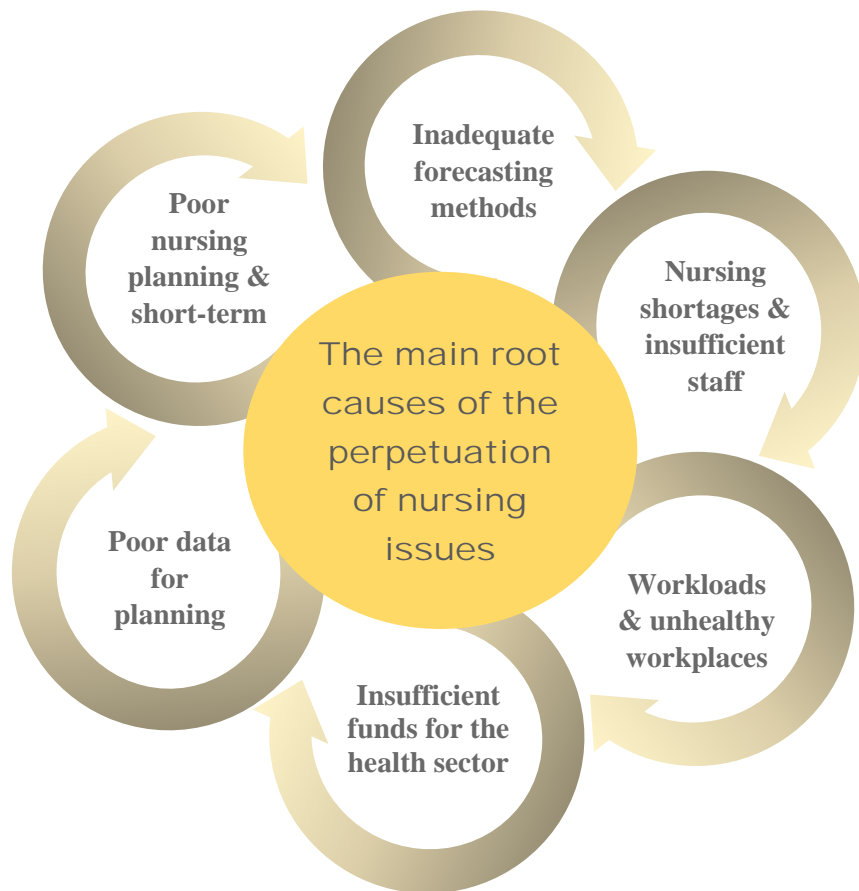 Inadequate
forecasting
methods
Nursing
shortages &
insufficient
staff
Workloads
& unhealthy
workplaces
Insufficient
funds for the
health sector
Poor data
for
planning
Poor
nursing
planning &
short-term
The main root
causes of the
perpetuation
of nursing
issues